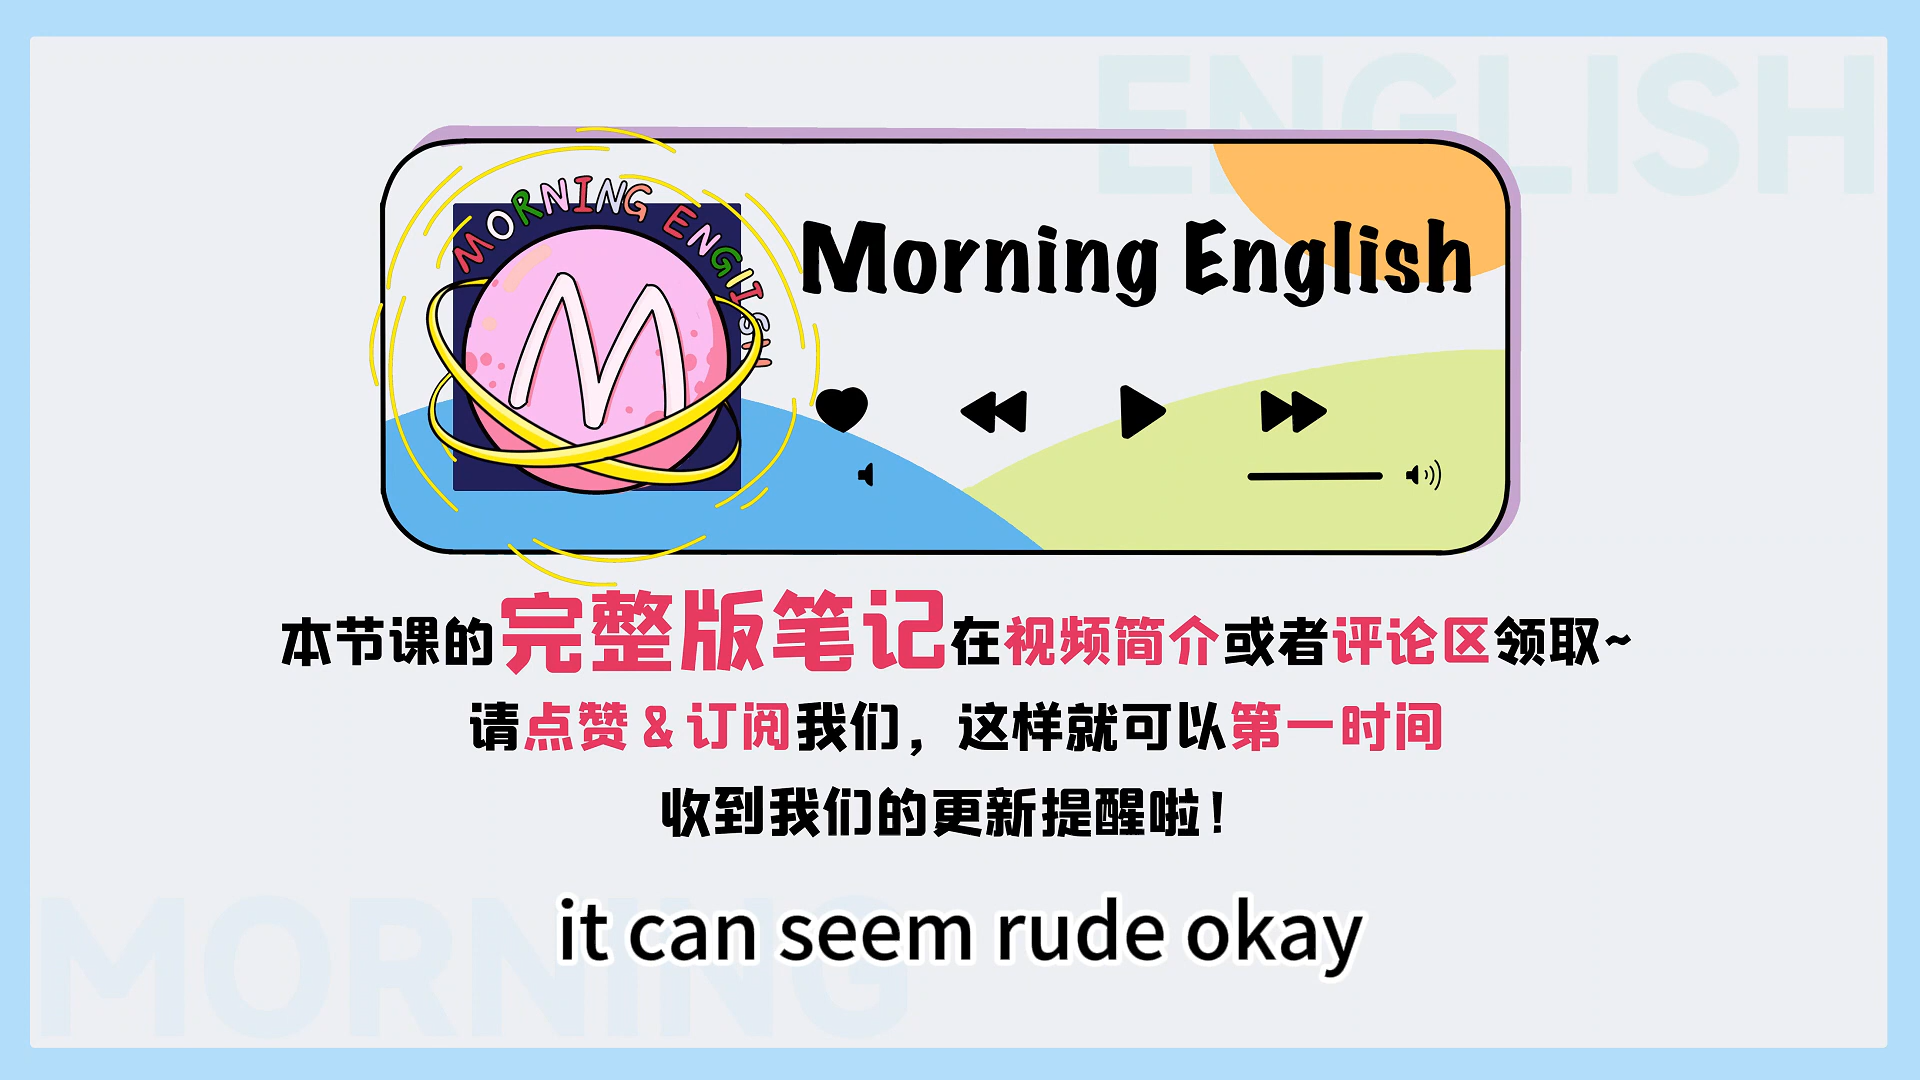 ENGLISH
MORNING ENGLISH
M
Morning English
本节课的完整版笔记在视频简介或者评论区领取~
请点赞&订阅我们，这样就可以第一时间
收到我们的更新提醒啦！
it can seem rude okay
MORNING